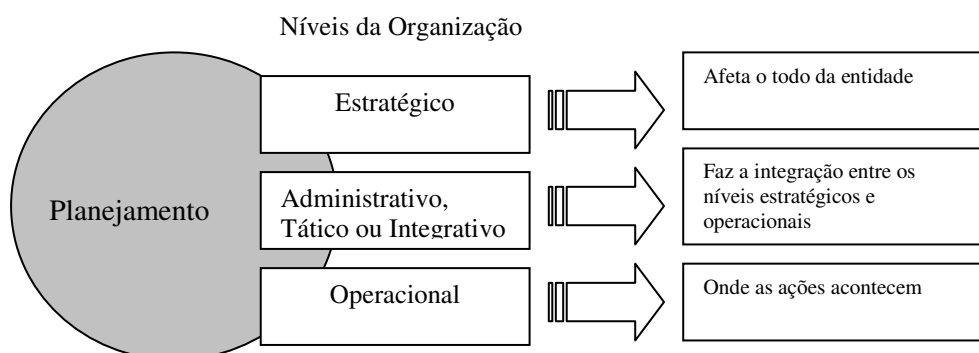 Níveis da Organização
Planejamento
Estratégico
Afeta o todo da entidade
Administrativo,
Tático ou Integrativo
Faz a integração entre os
níveis estratégicos e
operacionais
Operacional
Onde as ações acontecem